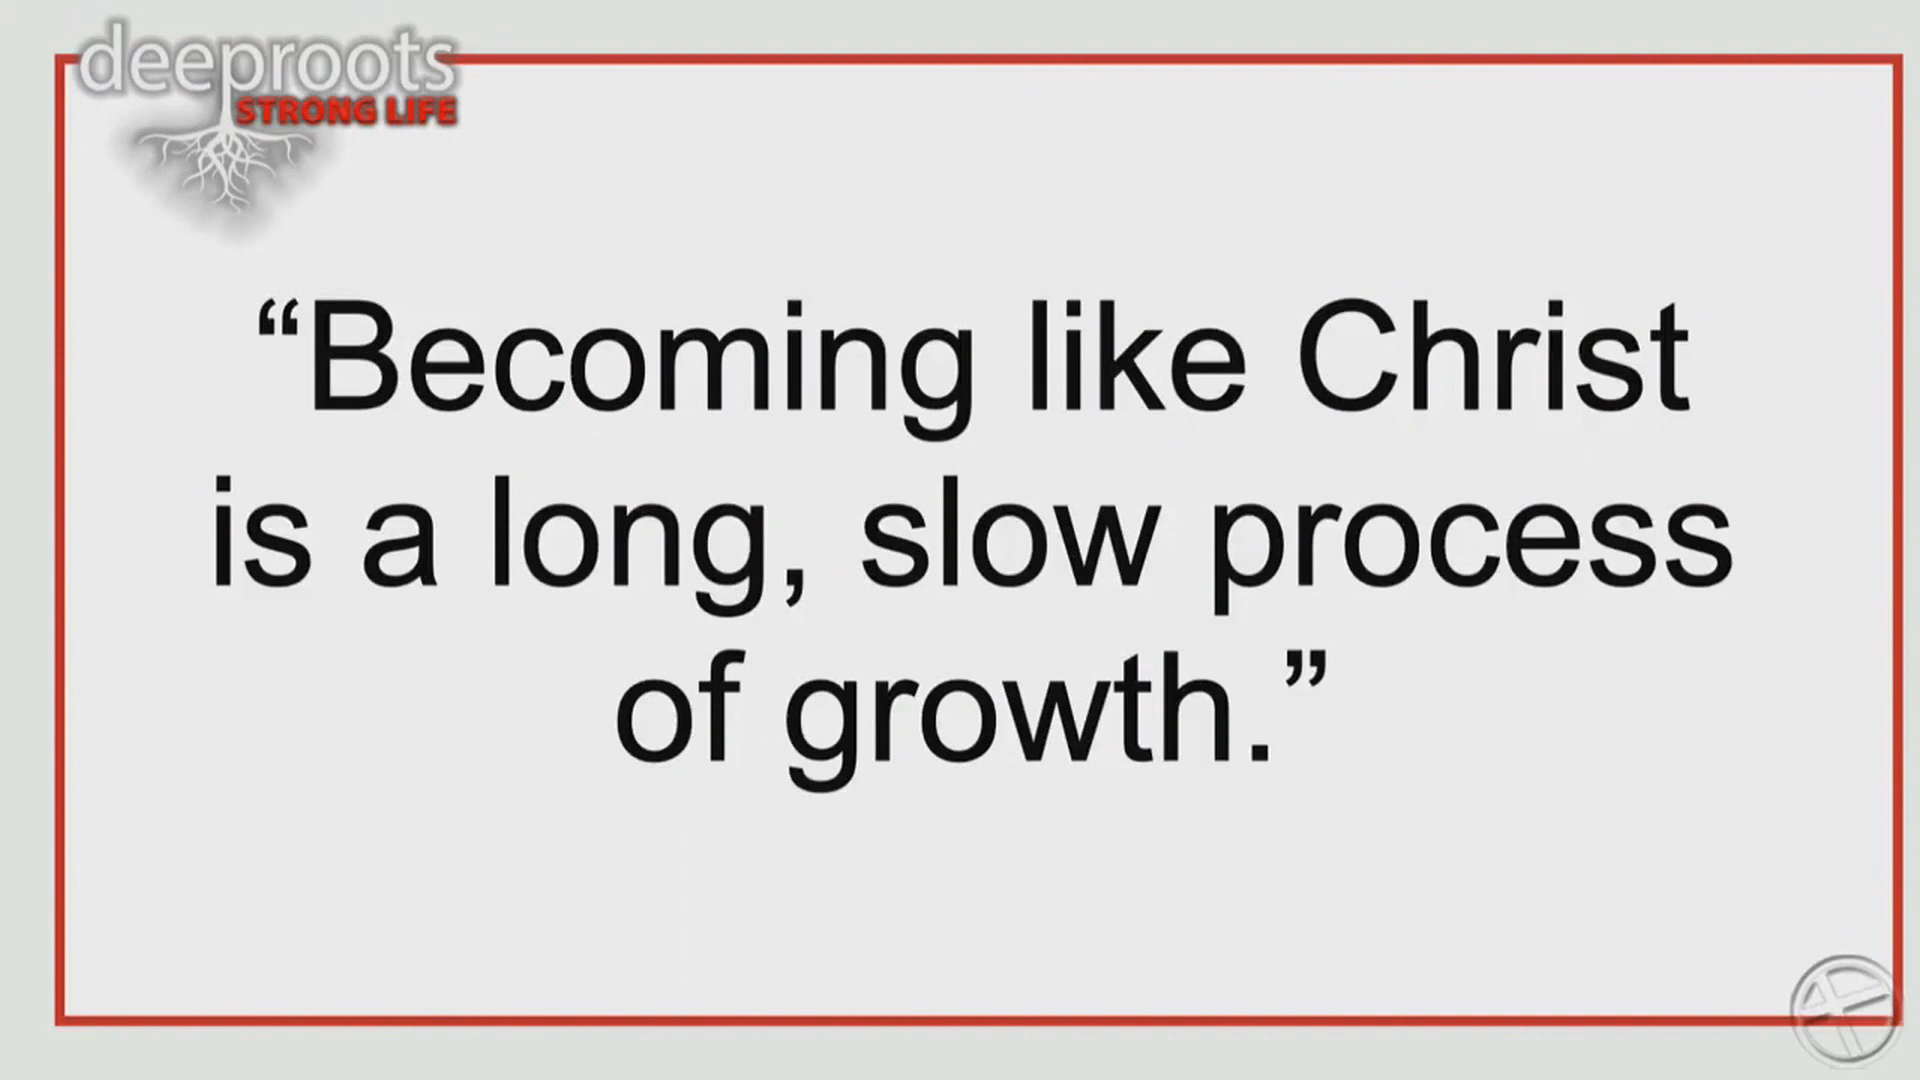 deeproots
STRONG LIFE
“Becoming like Christ
is a long, slow process
of growth.”